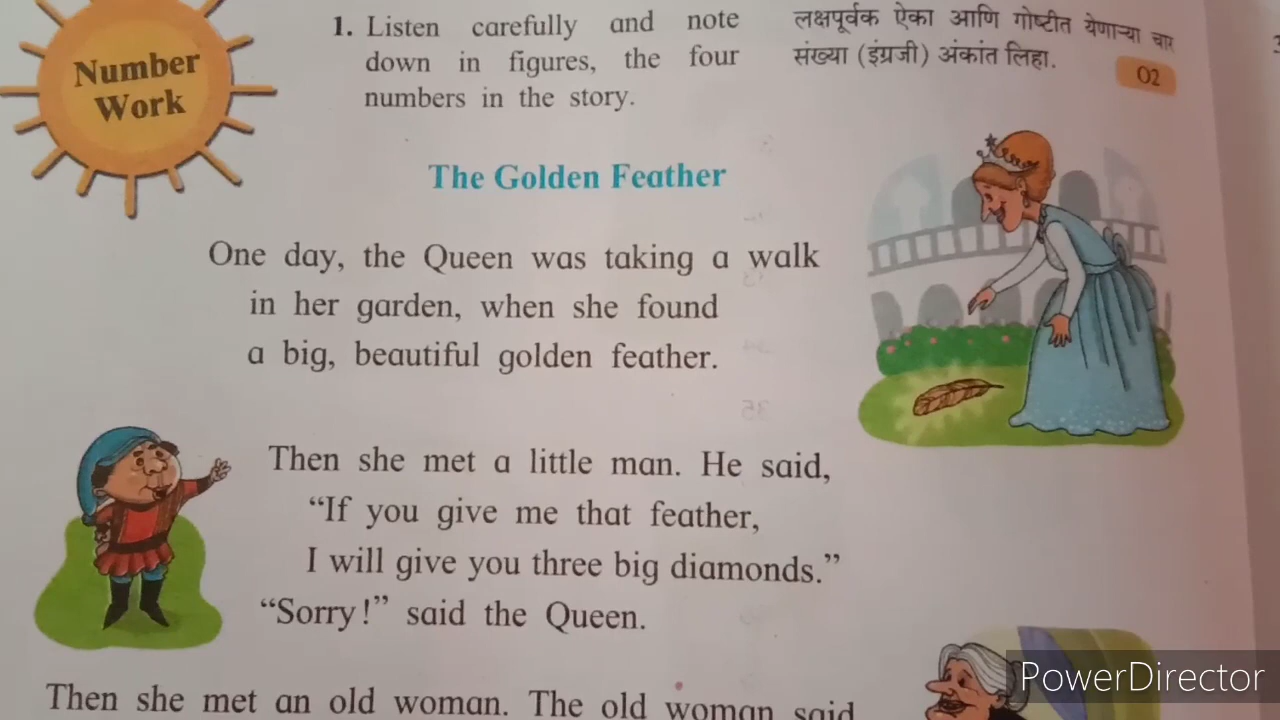 Number
Work
1. Listen carefully and note
down in figures, the four
numbers in the story.
लक्षपूर्वक ऐका आणि गोष्टीत येणाऱ्या चार
संख्या (इंग्रजी) अंकांत लिहा.
02
The Golden Feather
One day, the Queen was taking a walk
in her garden, when she found
a big, beautiful golden feather.
Then she met a little man. He said,
“If you give me that feather,
I will give you three big diamonds.”
“Sorry!” said the Queen.
Then she met an old woman. The old woman said
PowerDirector